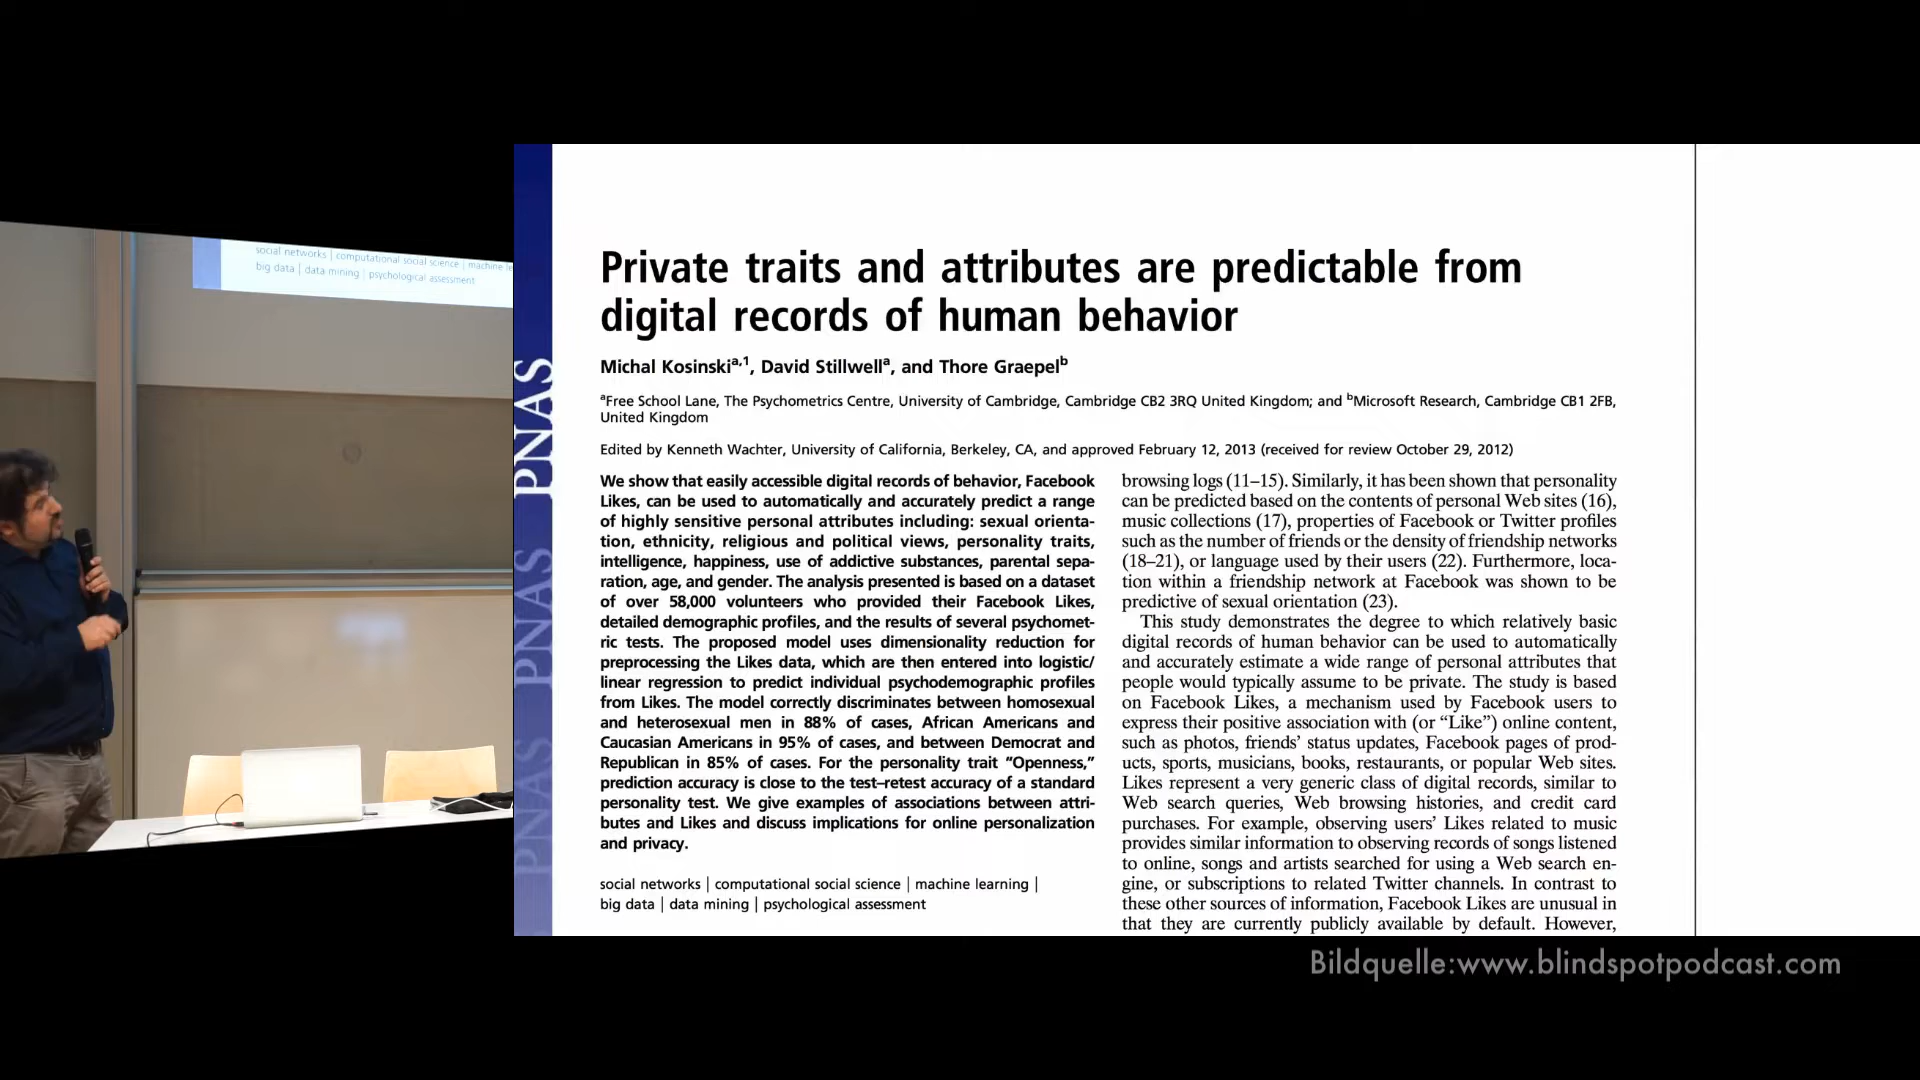 social networks | computational social science | machine le
big data | data mining | psychological assessment
PNAS PNAS PNAS
Private traits and attributes are predictable from
digital records of human behavior
Michal Kosinskia,1, David Stillwella, and Thore Graepelb
aFree School Lane, The Psychometrics Centre, University of Cambridge, Cambridge CB2 3RQ United Kingdom; and bMicrosoft Research, Cambridge CB1 2FB,
United Kingdom
Edited by Kenneth Wachter, University of California, Berkeley, CA, and approved February 12, 2013 (received for review October 29, 2012)
We show that easily accessible digital records of behavior, Facebook
Likes, can be used to automatically and accurately predict a range
of highly sensitive personal attributes including: sexual orienta-
tion, ethnicity, religious and political views, personality traits,
intelligence, happiness, use of addictive substances, parental sepa-
ration, age, and gender. The analysis presented is based on a dataset
of over 58,000 volunteers who provided their Facebook Likes,
detailed demographic profiles, and the results of several psychomet-
ric tests. The proposed model uses dimensionality reduction for
preprocessing the Likes data, which are then entered into logistic/
linear regression to predict individual psychodemographic profiles
from Likes. The model correctly discriminates between homosexual
and heterosexual men in 88% of cases, African Americans and
Caucasian Americans in 95% of cases, and between Democrat and
Republican in 85% of cases. For the personality trait “Openness,”
prediction accuracy is close to the test–retest accuracy of a standard
personality test. We give examples of associations between attri-
butes and Likes and discuss implications for online personalization
and privacy.
social networks | computational social science | machine learning |
big data | data mining | psychological assessment
browsing logs (11–15). Similarly, it has been shown that personality
can be predicted based on the contents of personal Web sites (16),
music collections (17), properties of Facebook or Twitter profiles
such as the number of friends or the density of friendship networks
(18–21), or language used by their users (22). Furthermore, loca-
tion within a friendship network at Facebook was shown to be
predictive of sexual orientation (23).
This study demonstrates the degree to which relatively basic
digital records of human behavior can be used to automatically
and accurately estimate a wide range of personal attributes that
people would typically assume to be private. The study is based
on Facebook Likes, a mechanism used by Facebook users to
express their positive association with (or “Like”) online content,
such as photos, friends’ status updates, Facebook pages of prod-
ucts, sports, musicians, books, restaurants, or popular Web sites.
Likes represent a very generic class of digital records, similar to
Web search queries, Web browsing histories, and credit card
purchases. For example, observing users’ Likes related to music
provides similar information to observing records of songs listened
to online, songs and artists searched for using a Web search en-
gine, or subscriptions to related Twitter channels. In contrast to
these other sources of information, Facebook Likes are unusual in
that they are currently publicly available by default. However,
Bildquelle:www.blindspotpodcast.com